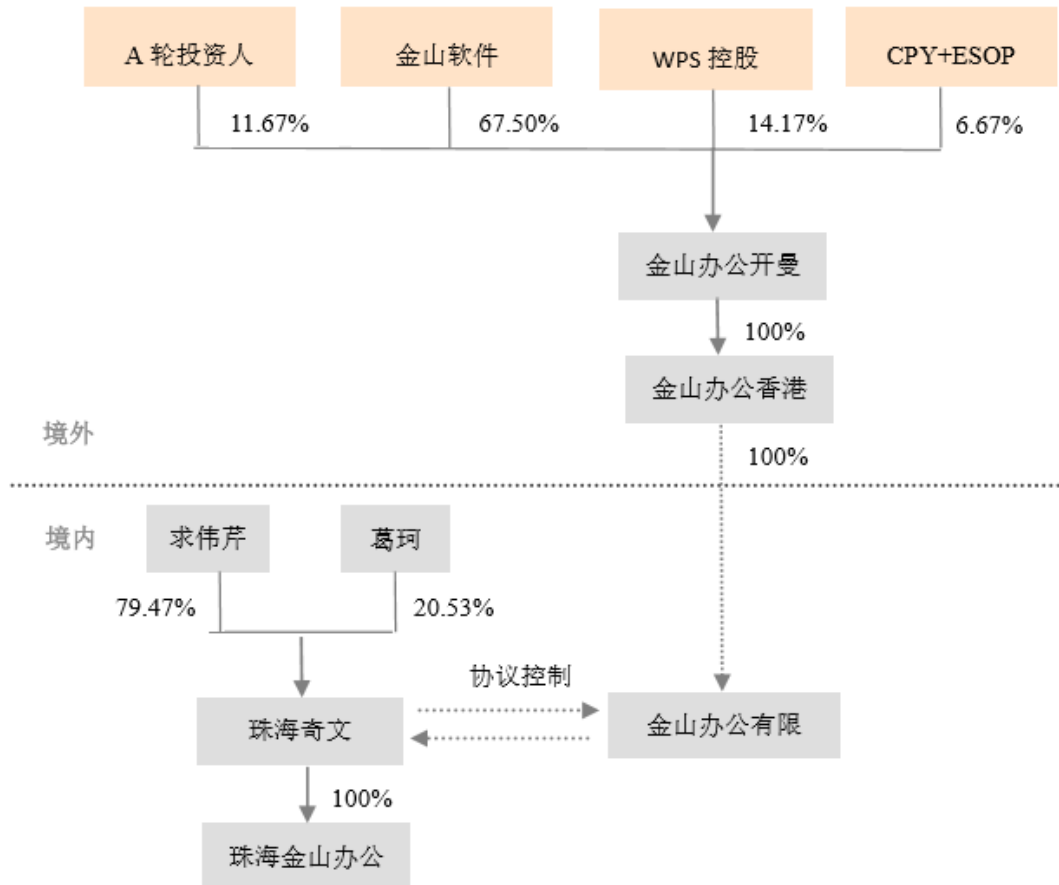 A 轮投资人
金山软件
WPS 控股
CPY+ESOP
11.67%
67.50%
14.17%
6.67%
金山办公开曼
100%
金山办公香港
境外
100%
境内
求伟芹
葛珂
79.47%
20.53%
协议控制
珠海奇文
金山办公有限
100%
珠海金山办公